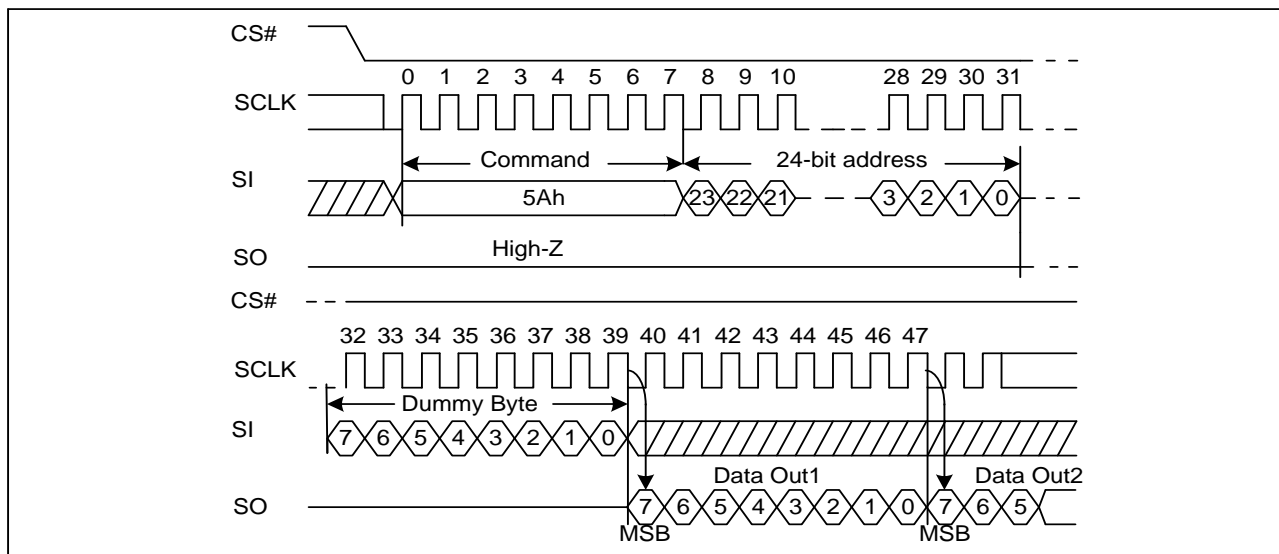 CS#
0 1 2 3 4 5 6 7 8 9 10 28 29 30 31
SCLK
Command 24-bit address
SI 5Ah 23 22 21 3 2 1 0
High-Z
SO
CS#
32 33 34 35 36 37 38 39 40 41 42 43 44 45 46 47
SCLK
Dummy Byte
SI 7 6 5 4 3 2 1 0
Data Out1 Data Out2
SO 7 6 5 4 3 2 1 0 7 6 5
MSB MSB